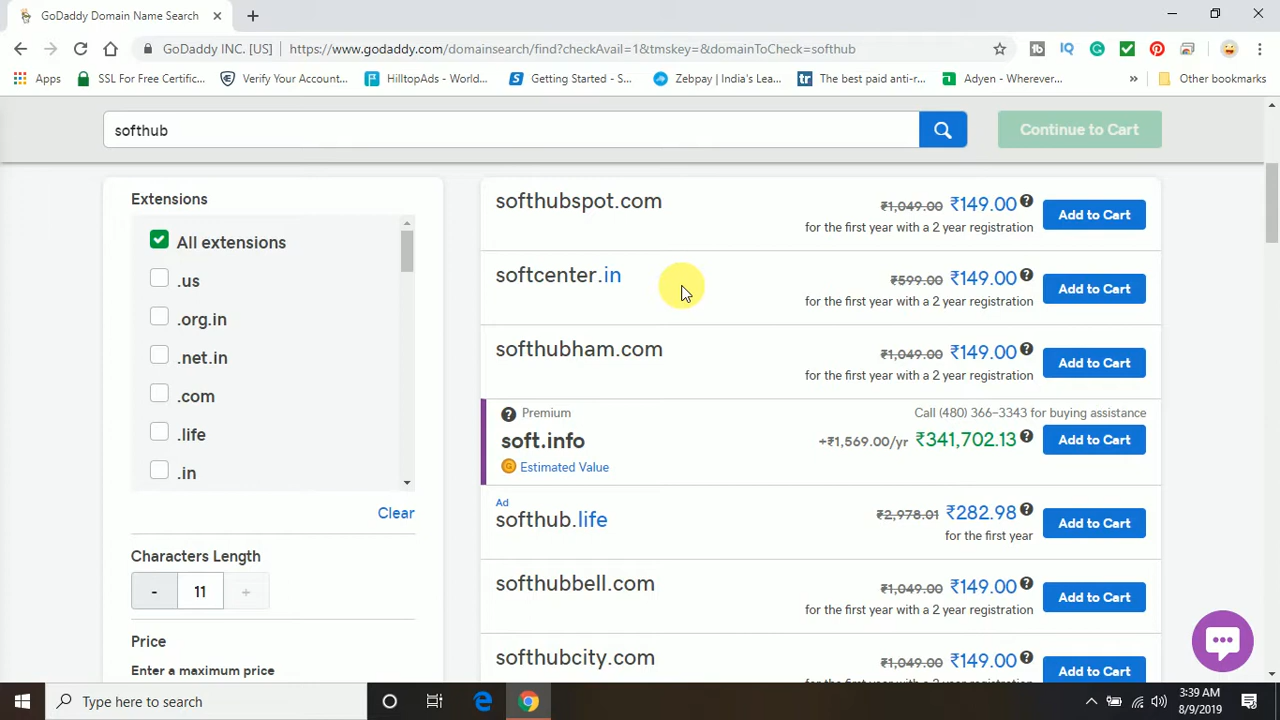 GoDaddy Domain Name Search
GoDaddy INC. [US] https://www.godaddy.com/domainsearch/find?checkAvail=1&tmskey=&domainToCheck=softhub
Apps SSL For Free Certific... Verify Your Account... HilltopAds - World... Getting Started - S... Zebpay | India's Lea... The best paid anti-r... Adyen - Wherever... » Other bookmarks
softhub
Continue to Cart
Extensions
All extensions
.us
.org.in
.net.in
.com
.life
.in
Clear
Characters Length
- 11 +
Price
Enter a maximum price
softhubspot.com ₹1,049.00 ₹149.00 Add to Cart
for the first year with a 2 year registration
softcenter.in ₹599.00 ₹149.00 Add to Cart
for the first year with a 2 year registration
softhubham.com ₹1,049.00 ₹149.00 Add to Cart
for the first year with a 2 year registration
Premium Call (480) 366-3343 for buying assistance
soft.info +₹1,569.00/yr ₹341,702.13 Add to Cart
Estimated Value
Ad
softhub.life ₹2,978.01 ₹282.98 Add to Cart
for the first year
softhubbell.com ₹1,049.00 ₹149.00 Add to Cart
for the first year with a 2 year registration
softhubcity.com ₹1,049.00 ₹149.00 Add to Cart
Type here to search
3:39 AM
8/9/2019